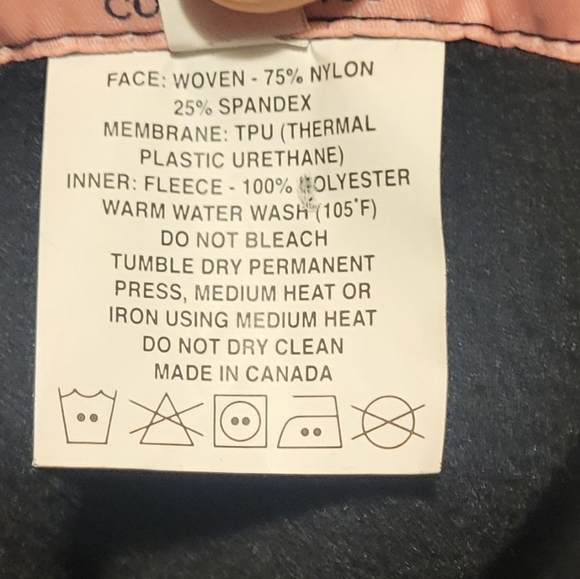 CO
FACE: WOVEN - 75% NYLON
25% SPANDEX
MEMBRANE: TPU (THERMAL
PLASTIC URETHANE)
INNER: FLEECE - 100% POLYESTER
WARM WATER WASH (105°F)
DO NOT BLEACH
TUMBLE DRY PERMANENT
PRESS, MEDIUM HEAT OR
IRON USING MEDIUM HEAT
DO NOT DRY CLEAN
MADE IN CANADA